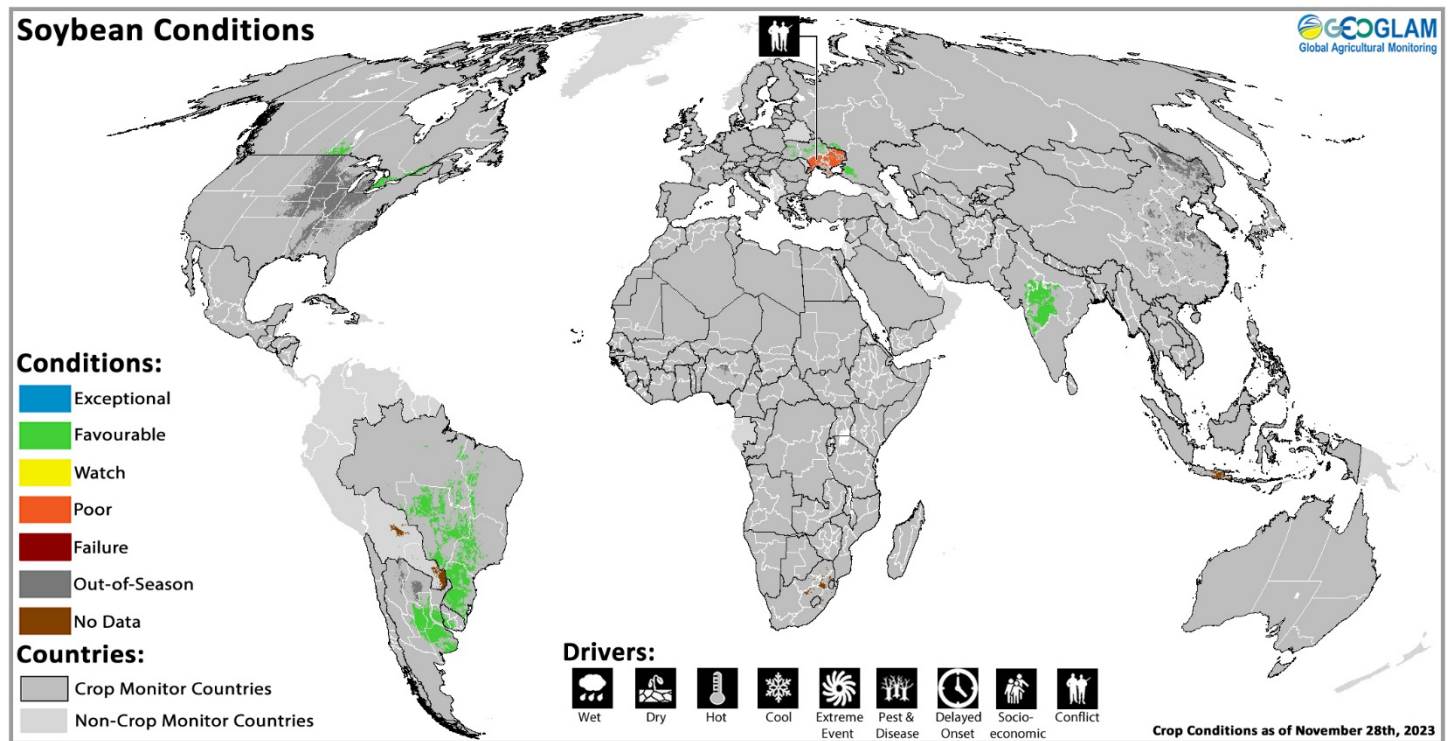 Soybean Conditions
GEOGLAM
Global Agricultural Monitoring
Conditions:
Exceptional
Favourable
Watch
Poor
Failure
Out-of-Season
No Data
Countries:
Crop Monitor Countries
Non-Crop Monitor Countries
Drivers:
Wet
Dry
Hot
Cool
Extreme
Event
Pest &
Disease
Delayed
Onset
Socio-
economic
Conflict
Crop Conditions as of November 28th, 2023